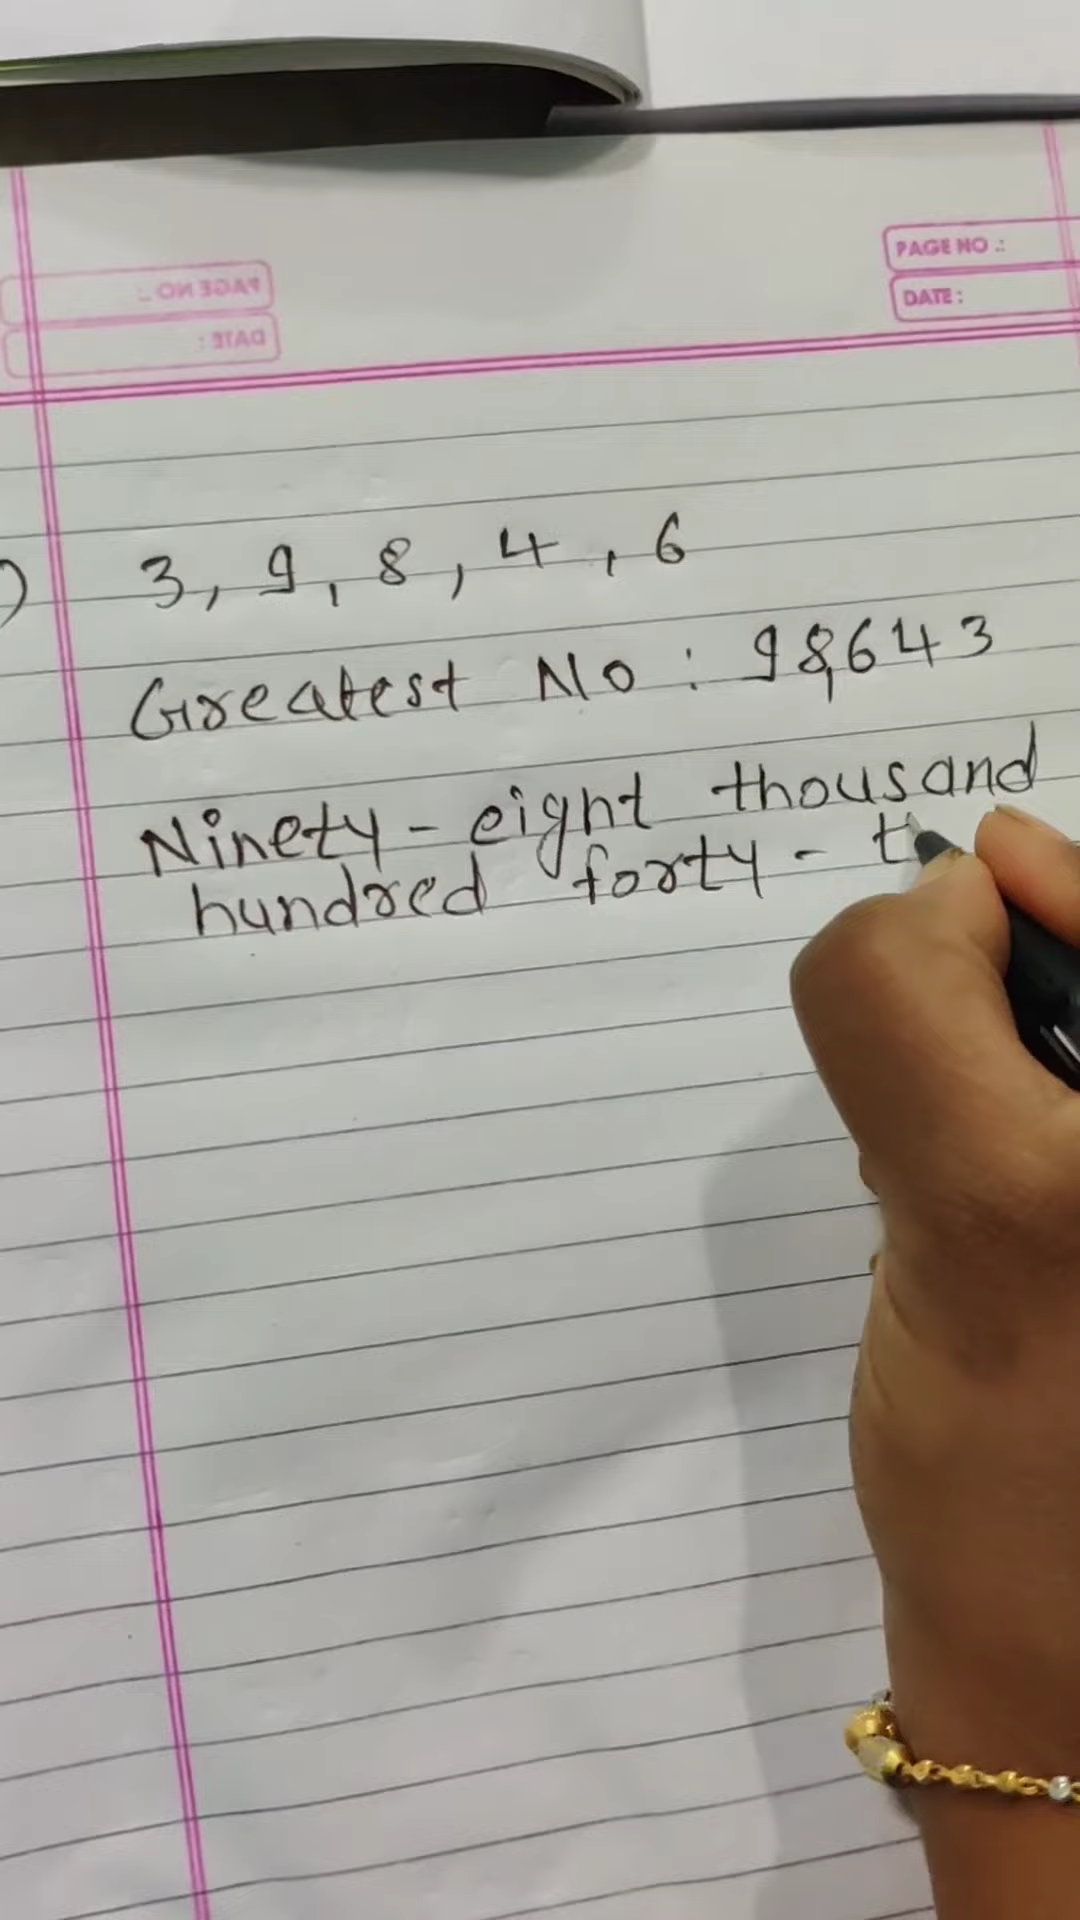 PAGE NO.:
DATE:
PAGE NO.:
DATE:
3, 9, 8, 4, 6
Greatest No : 98,643
Ninety-eight thousand
hundred forty - t